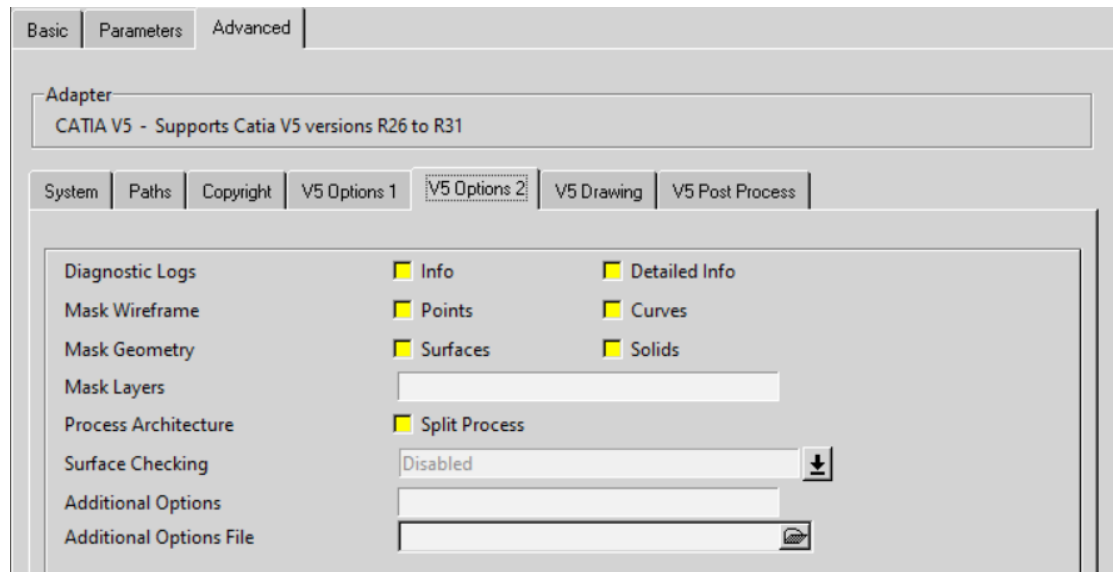 Basic Parameters Advanced
Adapter
CATIA V5 - Supports Catia V5 versions R26 to R31
System Paths Copyright V5 Options 1 V5 Options 2 V5 Drawing V5 Post Process
Diagnostic Logs Info Detailed Info
Mask Wireframe Points Curves
Mask Geometry Surfaces Solids
Mask Layers
Process Architecture Split Process
Surface Checking Disabled
Additional Options
Additional Options File